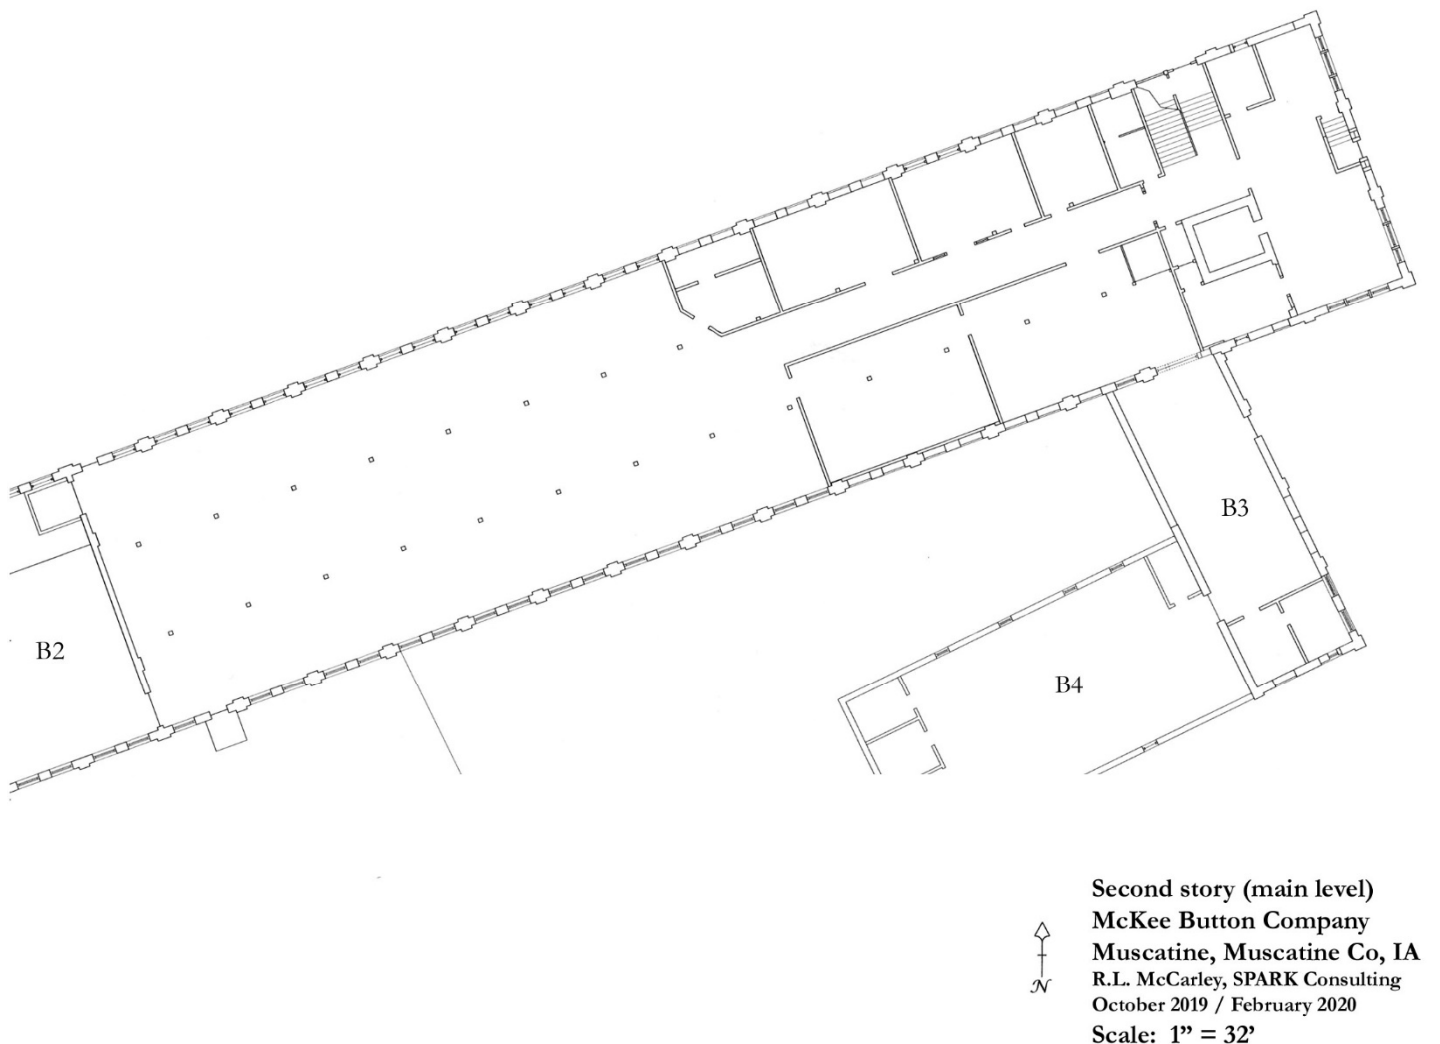 B3
B2
B4
Second story (main level)
McKee Button Company
Muscatine, Muscatine Co, IA
R.L. McCarley, SPARK Consulting
October 2019 / February 2020
Scale: 1” = 32’
N